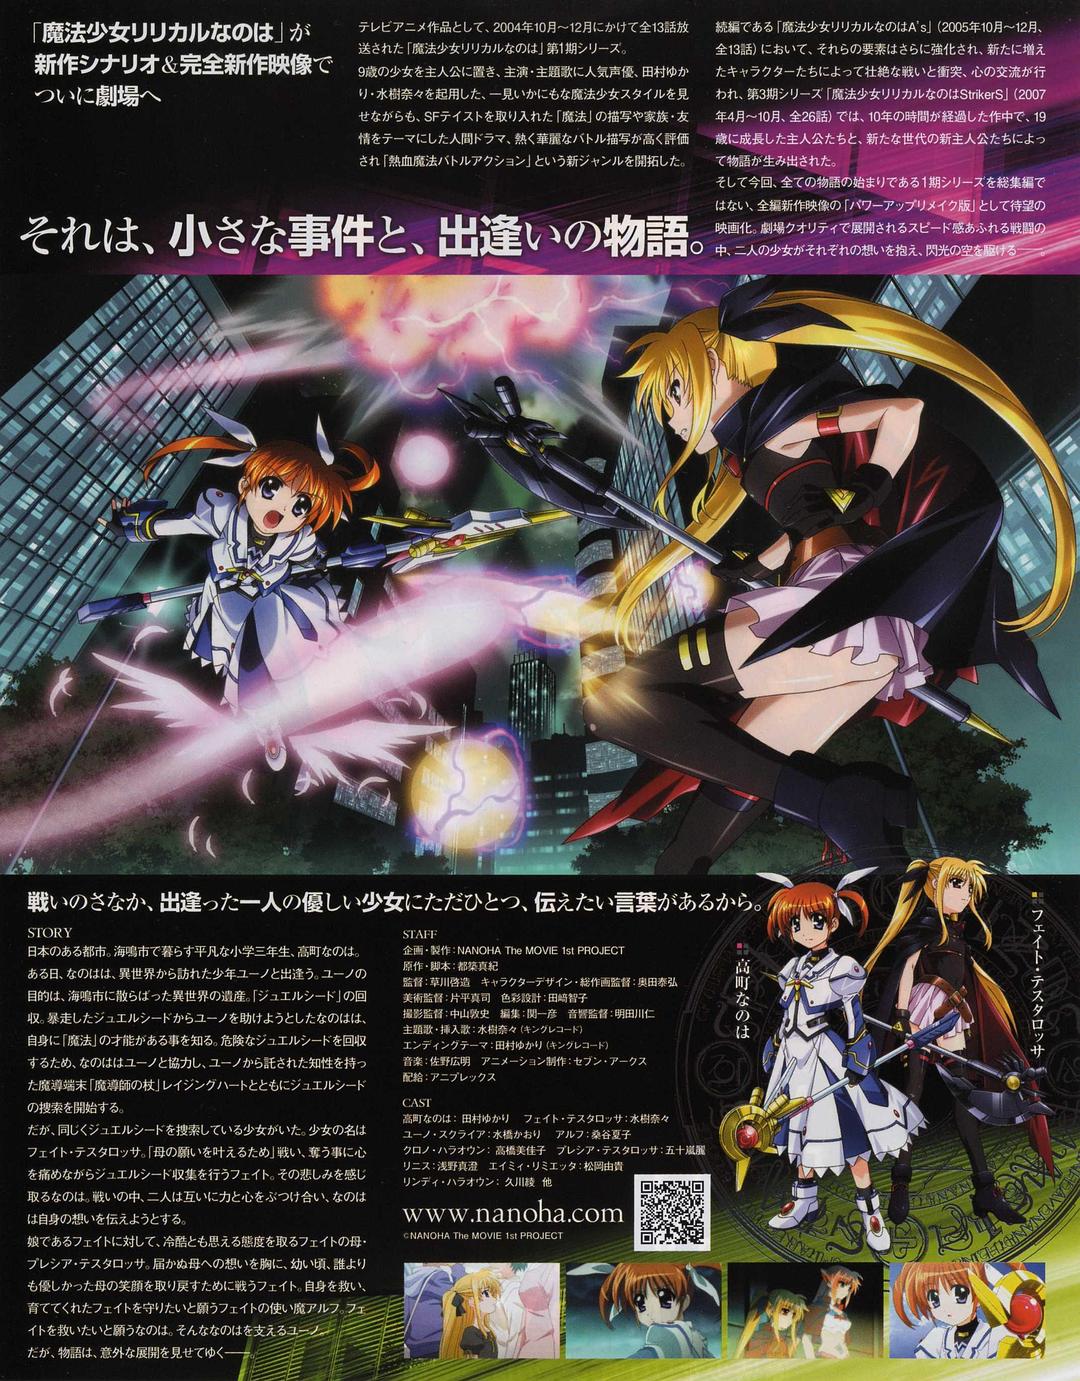 「魔法少女リリカルなのは」が
新作シナリオ&完全新作映像で
ついに劇場へ
テレビアニメ作品として、2004年10月〜12月にかけて全13話放
送された「魔法少女リリカルなのは」第1期シリーズ。
9歳の少女を主人公に置き、主演・主題歌に人気声優、田村ゆか
り・水樹奈々を起用した、一見いかにもな魔法少女スタイルを見
せながらも、SFテイストを取り入れた「魔法」の描写や家族・友
情をテーマにした人間ドラマ、熱く華麗なバトル描写が高く評価
され「熱血魔法バトルアクション」という新ジャンルを開拓した。
続編である「魔法少女リリカルなのはA's」(2005年10月〜12月、
全13話)において、それらの要素はさらに強化され、新たに増え
たキャラクターたちによって壮絶な戦いと衝突、心の交流が行
われ、第3期シリーズ「魔法少女リリカルなのはStrikerS」(2007
年4月〜10月、全26話)では、10年の時間が経過した作中で、19
歳に成長した主人公たちと、新たな世代の新主人公たちによっ
て物語が生み出された。
そして今回、全ての物語の始まりである1期シリーズを総集編で
はない、全編新作映像の「パワーアップリメイク版」として待望の
映画化。劇場クオリティで展開されるスピード感あふれる戦闘の
中、二人の少女がそれぞれの想いを抱え、閃光の空を駆ける——。
それは、小さな事件と、出逢いの物語。
戦いのさなか、出逢った一人の優しい少女にただひとつ、伝えたい言葉があるから。
STORY
日本のある都市。海鳴市で暮らす平凡な小学三年生、高町なのは。
ある日、なのはは、異世界から訪れた少年ユーノと出逢う。ユーノの
目的は、海鳴市に散らばった異世界の遺産。「ジュエルシード」の回
収。暴走したジュエルシードからユーノを助けようとしたなのはは、
自身に「魔法」の才能がある事を知る。危険なジュエルシードを回収
するため、なのははユーノと協力し、ユーノから託された知性を持っ
た魔導端末「魔導師の杖」レイジングハートとともにジュエルシード
の捜索を開始する。
だが、同じくジュエルシードを捜索している少女がいた。少女の名は
フェイト・テスタロッサ。「母の願いを叶えるため」戦い、奪う事に心
を痛めながらジュエルシード収集を行うフェイト。その悲しみを感じ
取るなのは。戦いの中、二人は互いに力と心をぶつけ合い、なのは
は自身の想いを伝えようとする。
娘であるフェイトに対して、冷酷とも思える態度を取るフェイトの母・
プレシア・テスタロッサ。届かぬ母への想いを胸に、幼い頃、誰より
も優しかった母の笑顔を取り戻すために戦うフェイト。自身を救い、
育ててくれたフェイトを守りたいと願うフェイトの使い魔アルフ。フェ
イトを救いたいと願うなのは。そんななのはを支えるユーノ。
だが、物語は、意外な展開を見せてゆく——。
STAFF
企画・製作:NANOHA The MOVIE 1st PROJECT
原作・脚本:都築真紀
監督:草川啓造 キャラクターデザイン・総作画監督:奥田泰弘
美術監督:片平真司 色彩設計:田﨑智子
撮影監督:中山敦史 編集:関一彦 音響監督:明田川仁
主題歌・挿入歌:水樹奈々(キングレコード)
エンディングテーマ:田村ゆかり(キングレコード)
音楽:佐野広明 アニメーション制作:セブン・アークス
配給:アニプレックス
CAST
高町なのは:田村ゆかり フェイト・テスタロッサ:水樹奈々
ユーノ・スクライア:水橋かおり アルフ:桑谷夏子
クロノ・ハラオウン:高橋美佳子 プレシア・テスタロッサ:五十嵐麗
リニス:浅野真澄 エイミィ・リミエッタ:松岡由貴
リンディ・ハラオウン:久川綾 他
www.nanoha.com
©NANOHA The MOVIE 1st PROJECT
高町なのは
フェイト・テスタロッサ